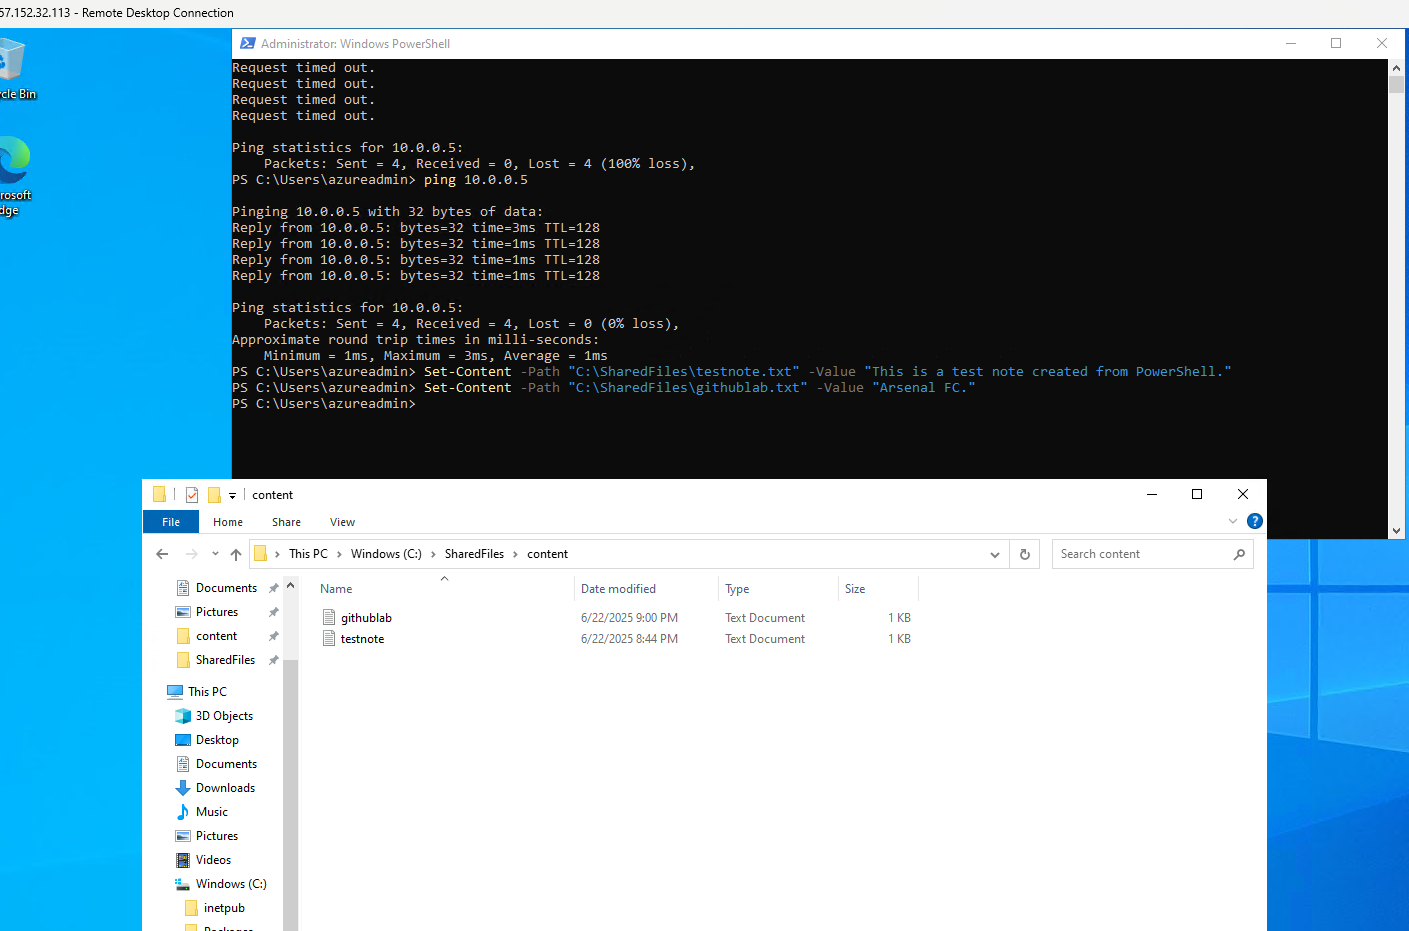 57.152.32.113 - Remote Desktop Connection
cle Bin
rosoft
dge
Administrator: Windows PowerShell
Request timed out.
Request timed out.
Request timed out.
Request timed out.
Ping statistics for 10.0.0.5:
Packets: Sent = 4, Received = 0, Lost = 4 (100% loss),
PS C:\Users\azureadmin> ping 10.0.0.5
Pinging 10.0.0.5 with 32 bytes of data:
Reply from 10.0.0.5: bytes=32 time=3ms TTL=128
Reply from 10.0.0.5: bytes=32 time=1ms TTL=128
Reply from 10.0.0.5: bytes=32 time=1ms TTL=128
Reply from 10.0.0.5: bytes=32 time=1ms TTL=128
Ping statistics for 10.0.0.5:
Packets: Sent = 4, Received = 4, Lost = 0 (0% loss),
Approximate round trip times in milli-seconds:
Minimum = 1ms, Maximum = 3ms, Average = 1ms
PS C:\Users\azureadmin> Set-Content -Path "C:\SharedFiles\testnote.txt" -Value "This is a test note created from PowerShell."
PS C:\Users\azureadmin> Set-Content -Path "C:\SharedFiles\githublab.txt" -Value "Arsenal FC."
PS C:\Users\azureadmin>
content
File Home Share View
This PC > Windows (C:) > SharedFiles > content
Search content
Documents
Pictures
content
SharedFiles
This PC
3D Objects
Desktop
Documents
Downloads
Music
Pictures
Videos
Windows (C:)
inetpub
Packages
Name Date modified Type Size
githublab 6/22/2025 9:00 PM Text Document 1 KB
testnote 6/22/2025 8:44 PM Text Document 1 KB